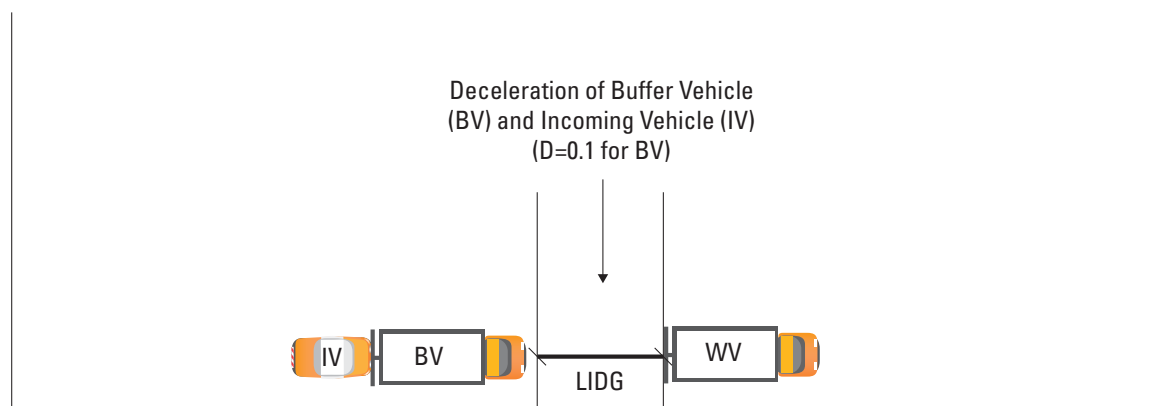 Deceleration of Buffer Vehicle
(BV) and Incoming Vehicle (IV)
(D=0.1 for BV)
IV
BV
WV
LIDG